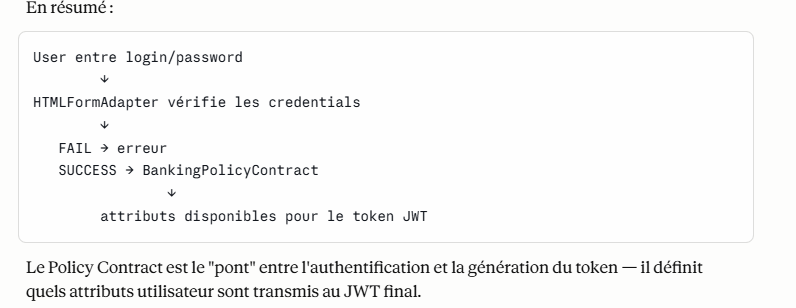 En résumé :
User entre login/password
↓
HTMLFormAdapter vérifie les credentials
↓
FAIL → erreur
SUCCESS → BankingPolicyContract
↓
attributs disponibles pour le token JWT
Le Policy Contract est le "pont" entre l'authentification et la génération du token — il définit
quels attributs utilisateur sont transmis au JWT final.